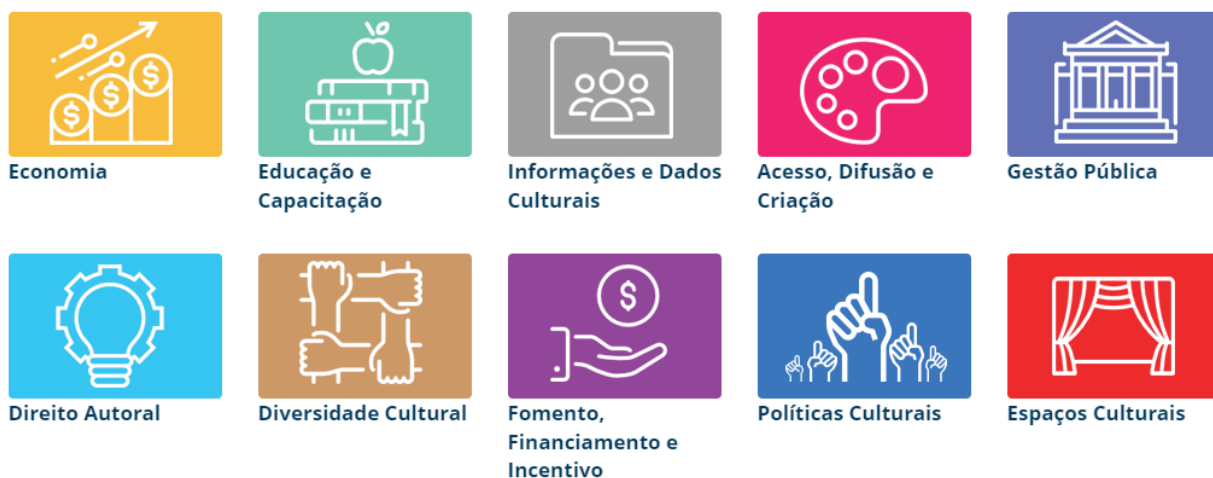 $ $ $
Economia
Educação e
Capacitação
Informações e Dados
Culturais
Acesso, Difusão e
Criação
Gestão Pública
Direito Autoral
Diversidade Cultural
$
Fomento,
Financiamento e
Incentivo
Políticas Culturais
Espaços Culturais